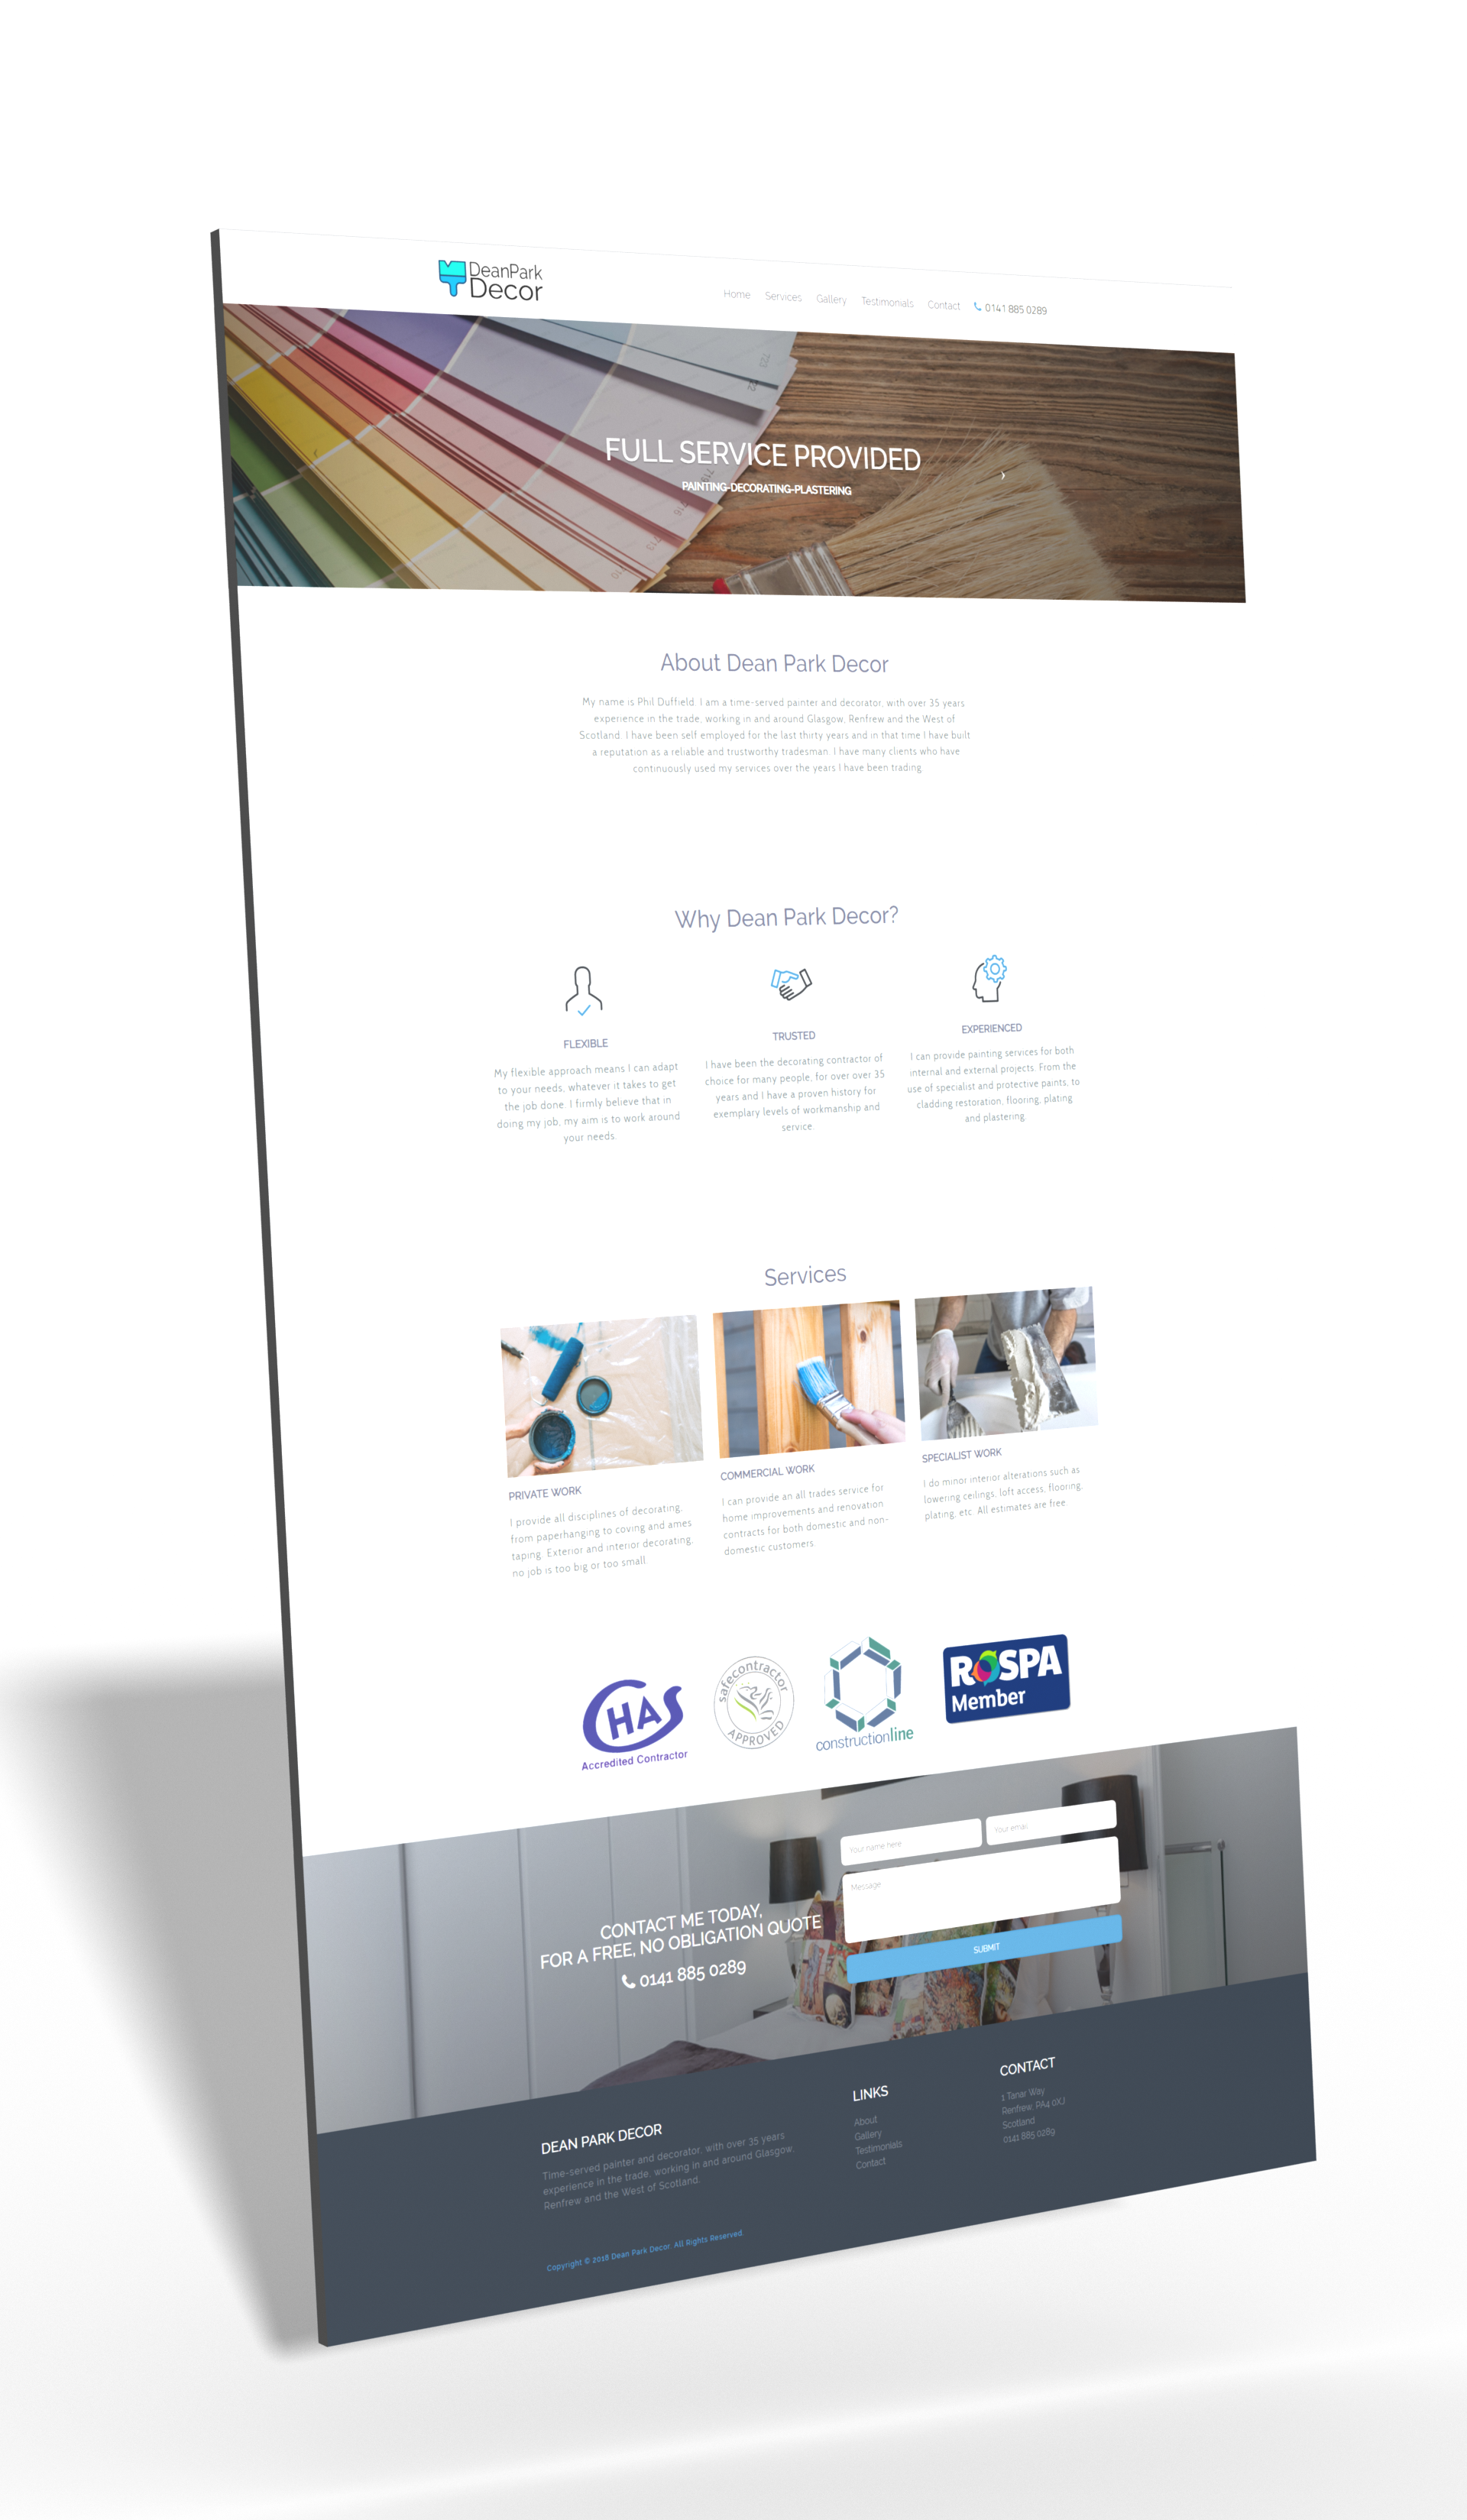 DeanPark
Decor
Home Services Gallery Testimonials Contact 0141 885 0289
723
22
FULL SERVICE PROVIDED
PAINTING-DECORATING-PLASTERING
716
713
About Dean Park Decor
My name is Phil Duffield. I am a time-served painter and decorator, with over 35 years
experience in the trade, working in and around Glasgow, Renfrew and the West of
Scotland. I have been self employed for the last thirty years and in that time I have built
a reputation as a reliable and trustworthy tradesman. I have many clients who have
continuously used my services over the years I have been trading.
Why Dean Park Decor?
FLEXIBLE
My flexible approach means I can adapt
to your needs, whatever it takes to get
the job done. I firmly believe that in
doing my job, my aim is to work around
your needs.
TRUSTED
I have been the decorating contractor of
choice for many people, for over over 35
years and I have a proven history for
exemplary levels of workmanship and
service.
EXPERIENCED
I can provide painting services for both
internal and external projects. From the
use of specialist and protective paints, to
cladding restoration, flooring, plating
and plastering.
Services
PRIVATE WORK
I provide all disciplines of decorating,
from paperhanging to coving and ames
taping. Exterior and interior decorating,
no job is too big or too small.
COMMERCIAL WORK
I can provide an all trades service for
home improvements and renovation
contracts for both domestic and non-
domestic customers.
SPECIALIST WORK
I do minor interior alterations such as
lowering ceilings, loft access, flooring,
plating, etc. All estimates are free.
CHAS
Accredited Contractor
safecontractor
APPROVED
constructionline
ROSPA
Member
CONTACT ME TODAY,
FOR A FREE, NO OBLIGATION QUOTE
0141 885 0289
Your name here
Your email
Message
SUBMIT
DEAN PARK DECOR
Time-served painter and decorator, with over 35 years
experience in the trade, working in and around Glasgow,
Renfrew and the West of Scotland.
LINKS
About
Gallery
Testimonials
Contact
CONTACT
1 Tanar Way
Renfrew, PA4 0XJ
Scotland
0141 885 0289
Copyright © 2018 Dean Park Decor. All Rights Reserved.